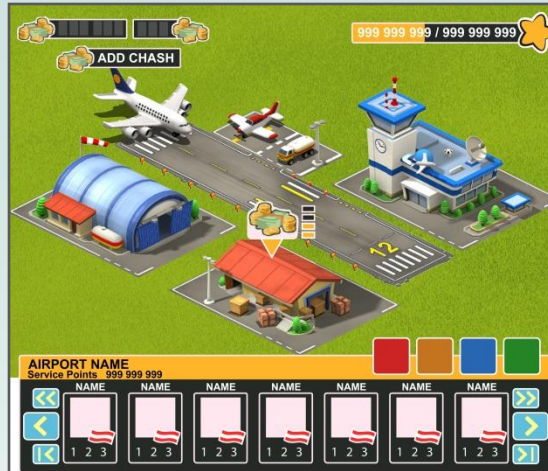 999 999 999 / 999 999 999
ADD CHASH
12
AIRPORT NAME
Service Points 999 999 999
NAME NAME NAME NAME NAME NAME NAME
1 2 3 1 2 3 1 2 3 1 2 3 1 2 3 1 2 3 1 2 3